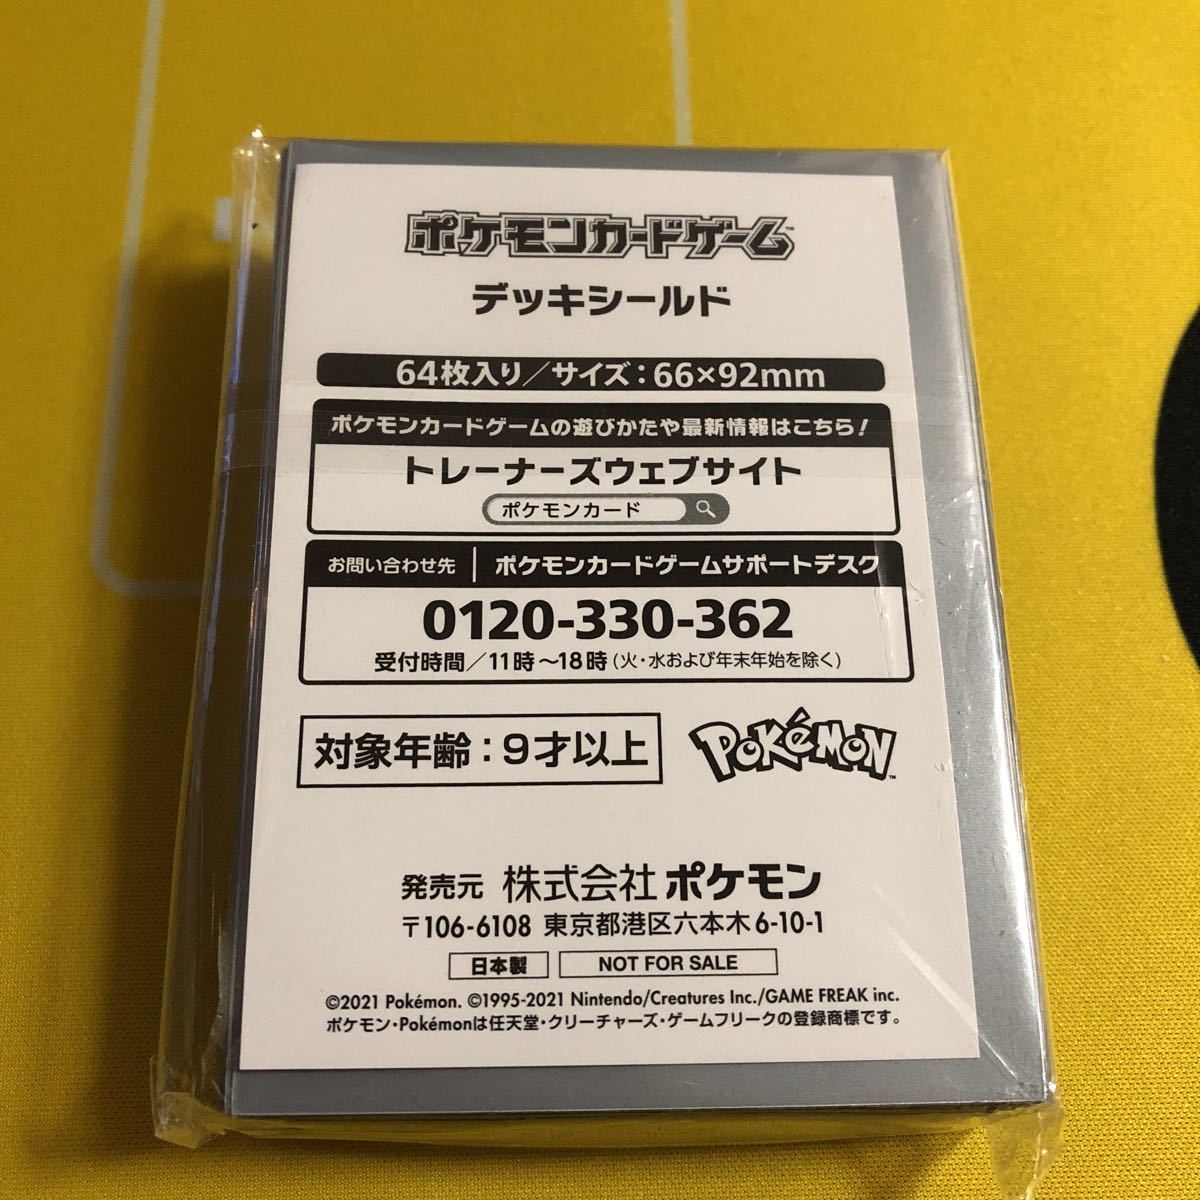 ポケモンカードゲーム™
デッキシールド
64枚入り／サイズ：66×92mm
ポケモンカードゲームの遊びかたや最新情報はこちら！
トレーナーズウェブサイト
ポケモンカード
お問い合わせ先 ポケモンカードゲームサポートデスク
0120-330-362
受付時間／11時～18時（火・水および年末年始を除く）
対象年齢：9才以上
POKéMON™
発売元 株式会社ポケモン
〒106-6108 東京都港区六本木6-10-1
日本製 NOT FOR SALE
©2021 Pokémon. ©1995-2021 Nintendo/Creatures Inc./GAME FREAK inc.
ポケモン・Pokémonは任天堂・クリーチャーズ・ゲームフリークの登録商標です。